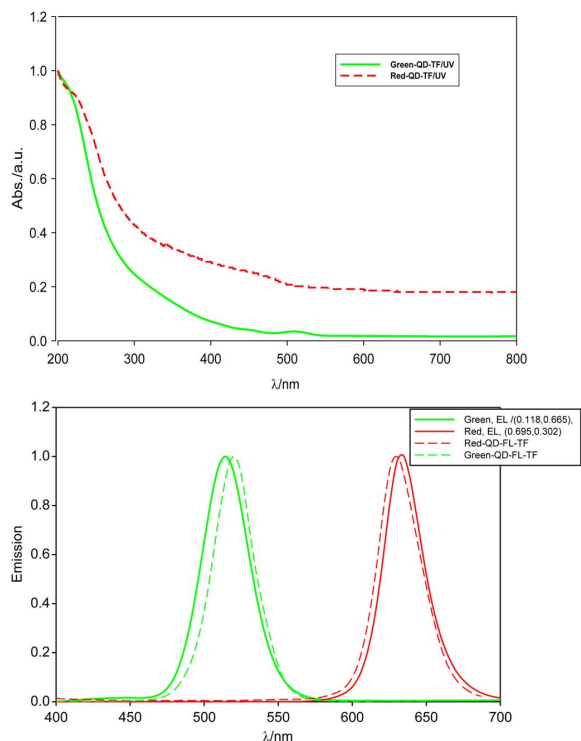 1.2
Green-QD-TF/UV
Red-QD-TF/UV
1.0
0.8
0.6
0.4
0.2
0.0
Abs./a.u.
200 300 400 500 600 700 800
λ/nm
1.2
Green, EL /(0.118,0.665),
Red, EL, (0.695,0.302)
Red-QD-FL-TF
Green-QD-FL-TF
1.0
0.8
0.6
0.4
0.2
0.0
Emission
400 450 500 550 600 650 700
λ/nm